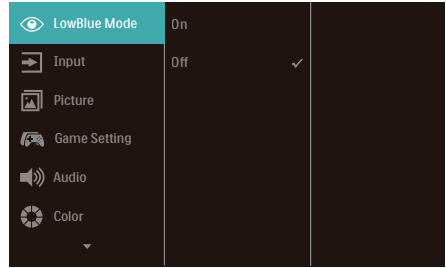 LowBlue Mode
On
Input
Off
Picture
Game Setting
Audio
Color